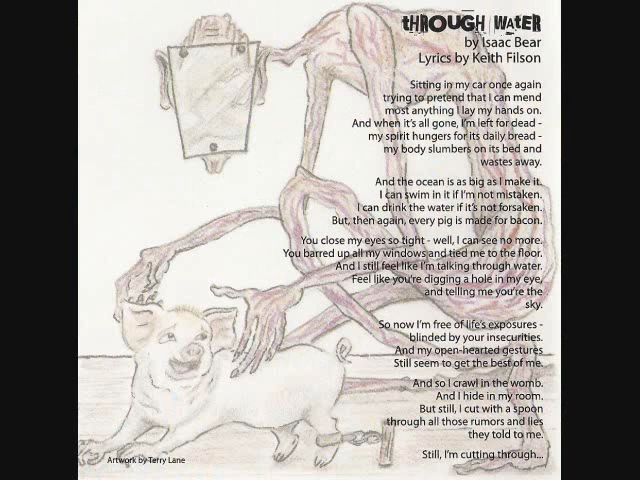 THROUGH WATER
by Isaac Bear
Lyrics by Keith Filson
Sitting in my car once again
trying to pretend that I can mend
most anything I lay my hands on.
And when it's all gone, I'm left for dead -
my spirit hungers for its daily bread -
my body slumbers on its bed and
wastes away.
And the ocean is as big as I make it.
I can swim in it if I'm not mistaken.
I can drink the water if it's not forsaken.
But, then again, every pig is made for bacon.
You close my eyes so tight - well, I can see no more.
You barred up all my windows and tied me to the floor.
And I still feel like I'm talking through water.
Feel like you're digging a hole in my eye,
and telling me you're the
sky.
So now I'm free of life's exposures -
blinded by your insecurities.
And my open-hearted gestures
Still seem to get the best of me.
And so I crawl in the womb.
And I hide in my room.
But still, I cut with a spoon
through all those rumors and lies
they told to me.
Still, I'm cutting through...
Artwork by Terry Lane